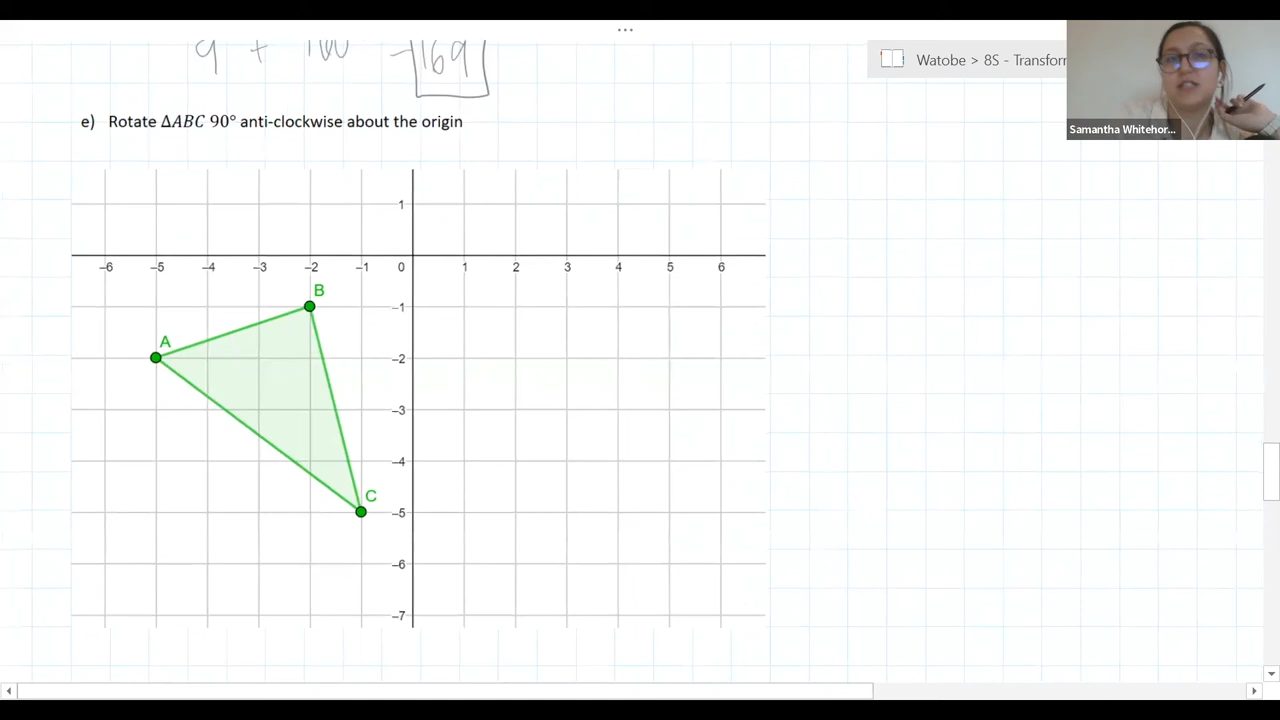 9 + 100 169
Watobe > 8S - Transfor
Samantha Whitehor...
e) Rotate ΔABC 90° anti-clockwise about the origin
1
–6 –5 –4 –3 –2 –1 0 1 2 3 4 5 6
B
–1
A
–2
–3
–4
C
–5
–6
–7